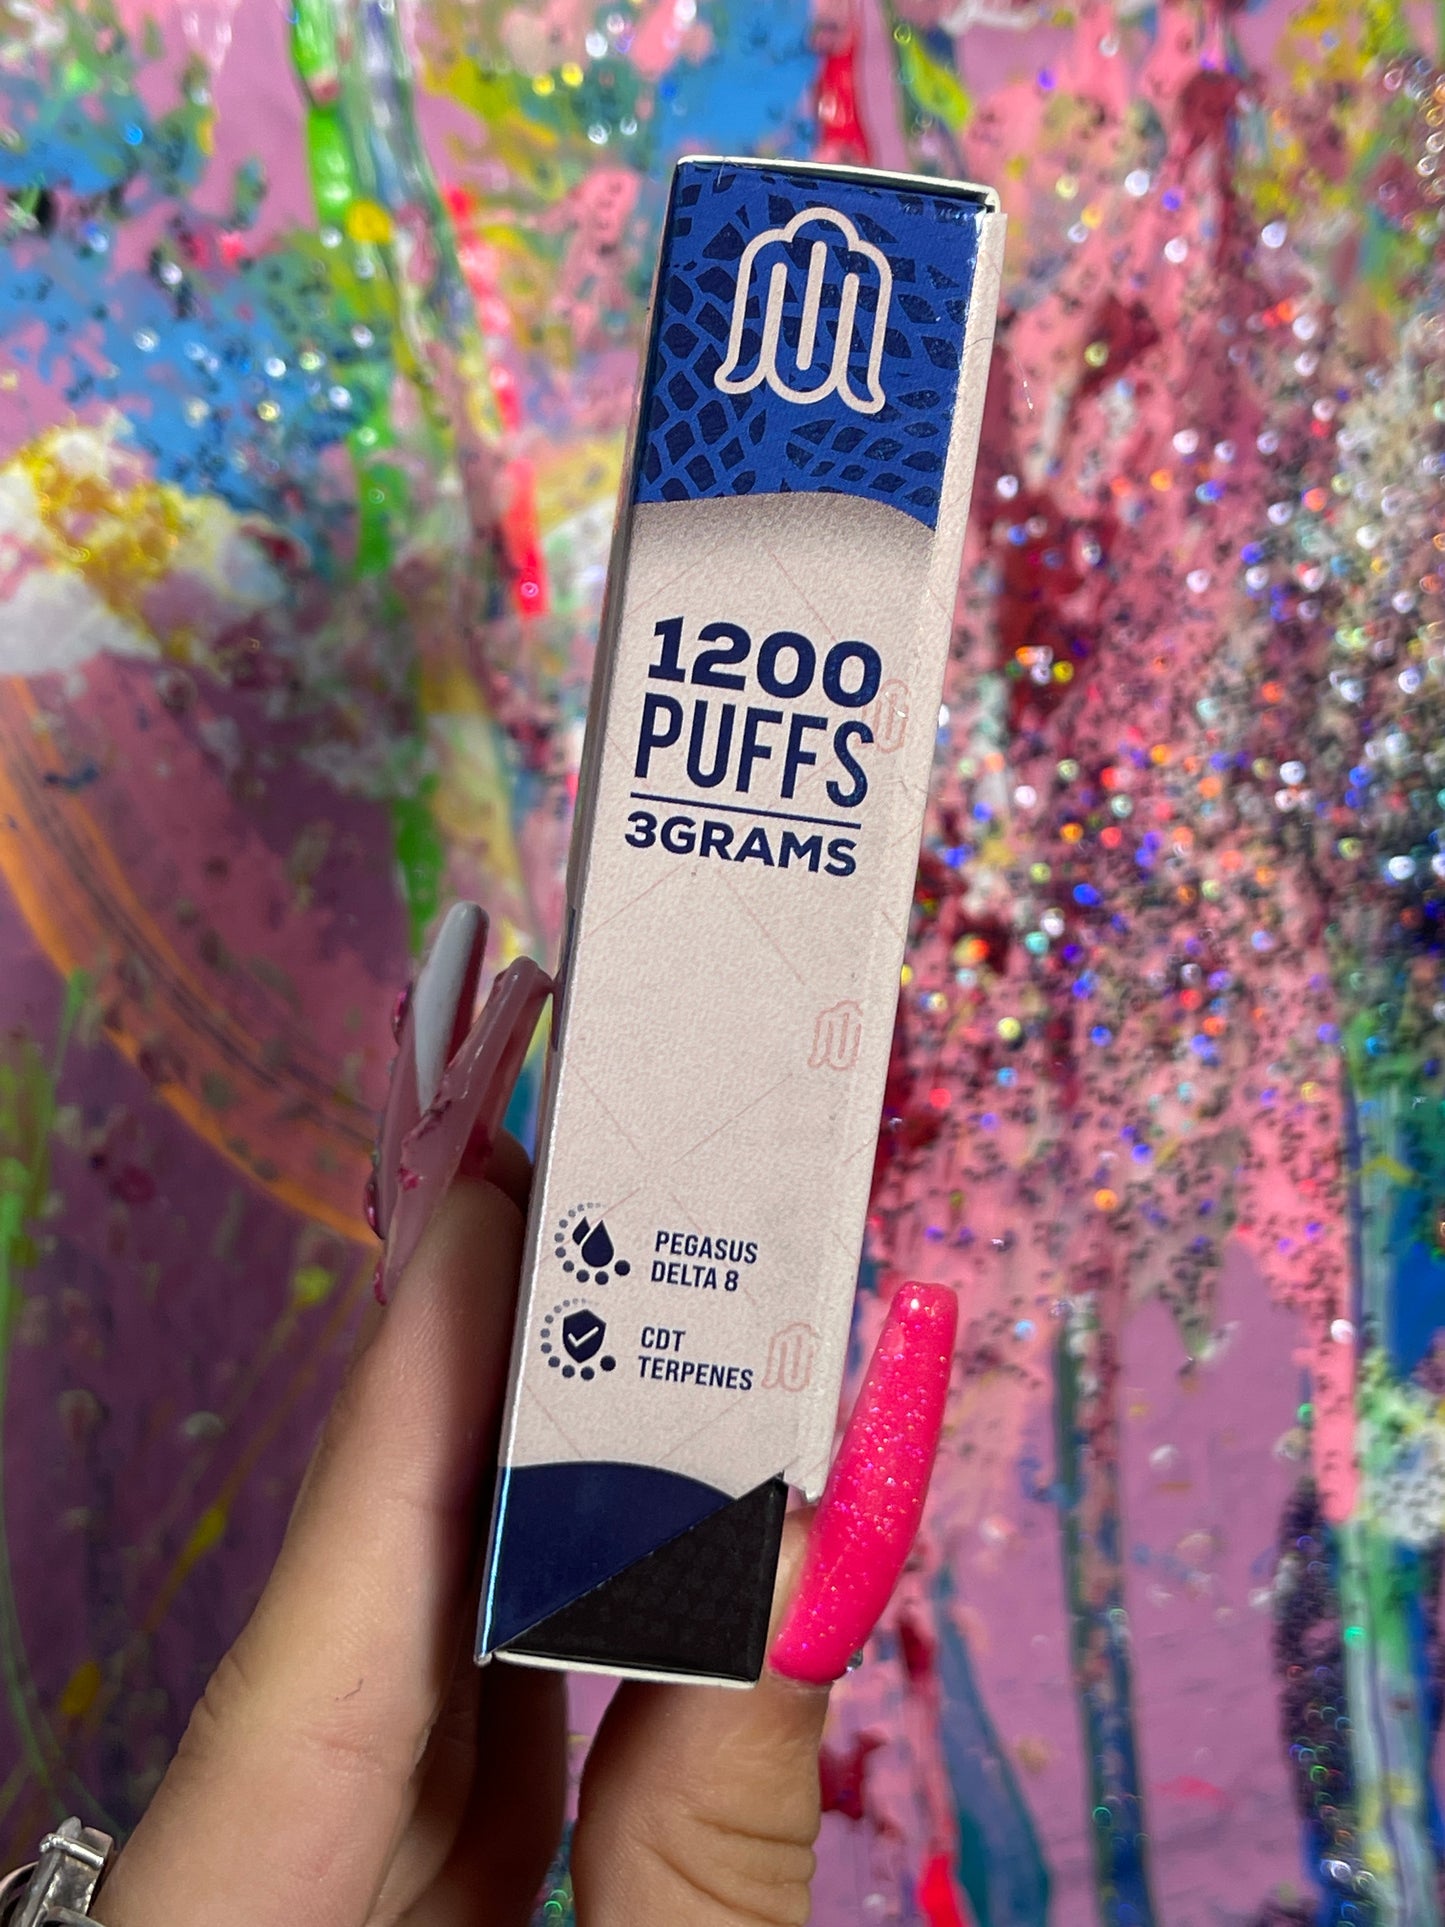 1200
PUFFS
3GRAMS
PEGASUS
DELTA 8
CDT
TERPENES